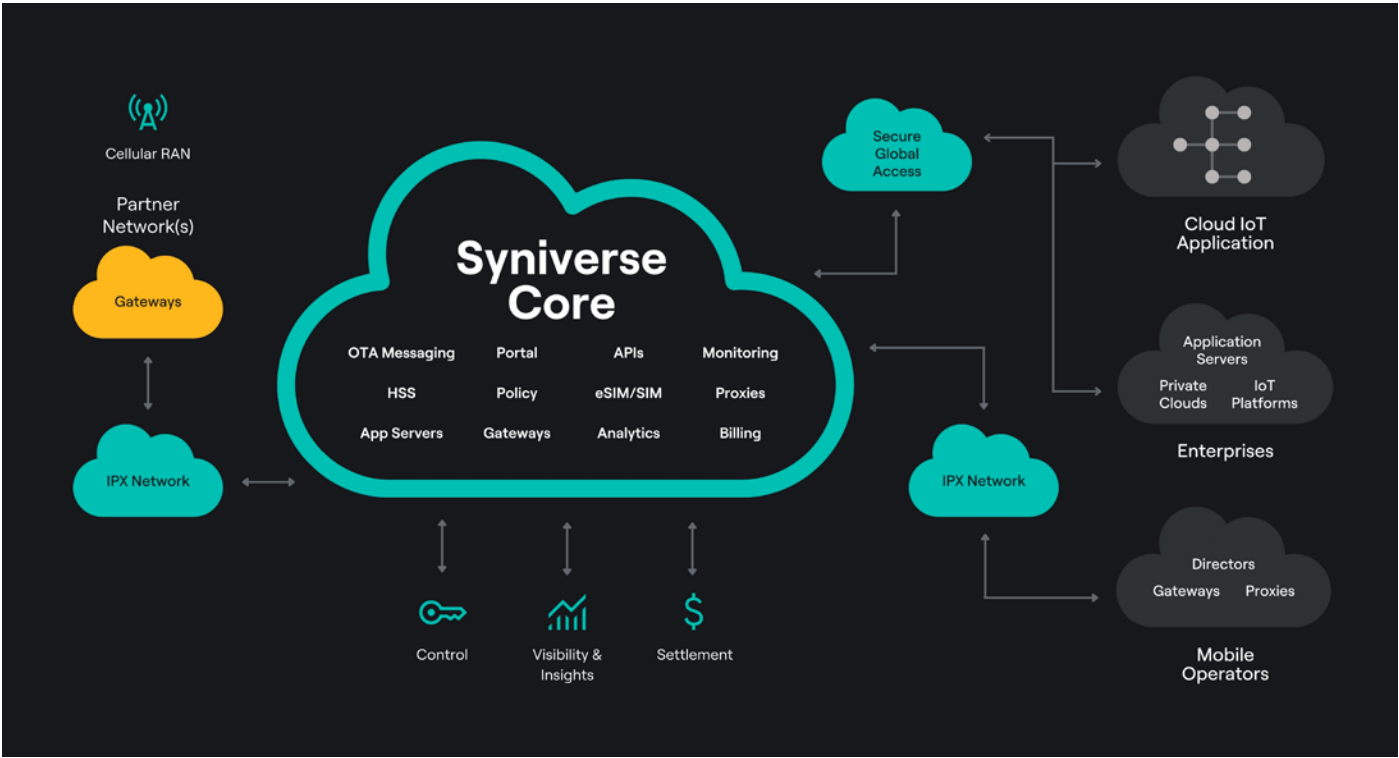 Cellular RAN
Partner
Network(s)
Gateways
IPX Network
Syniverse
Core
OTA Messaging Portal APIs Monitoring
HSS Policy eSIM/SIM Proxies
App Servers Gateways Analytics Billing
Control
Visibility &
Insights
Settlement
Secure
Global
Access
IPX Network
Cloud IoT
Application
Application
Servers
Private
Clouds
IoT
Platforms
Enterprises
Directors
Gateways Proxies
Mobile
Operators